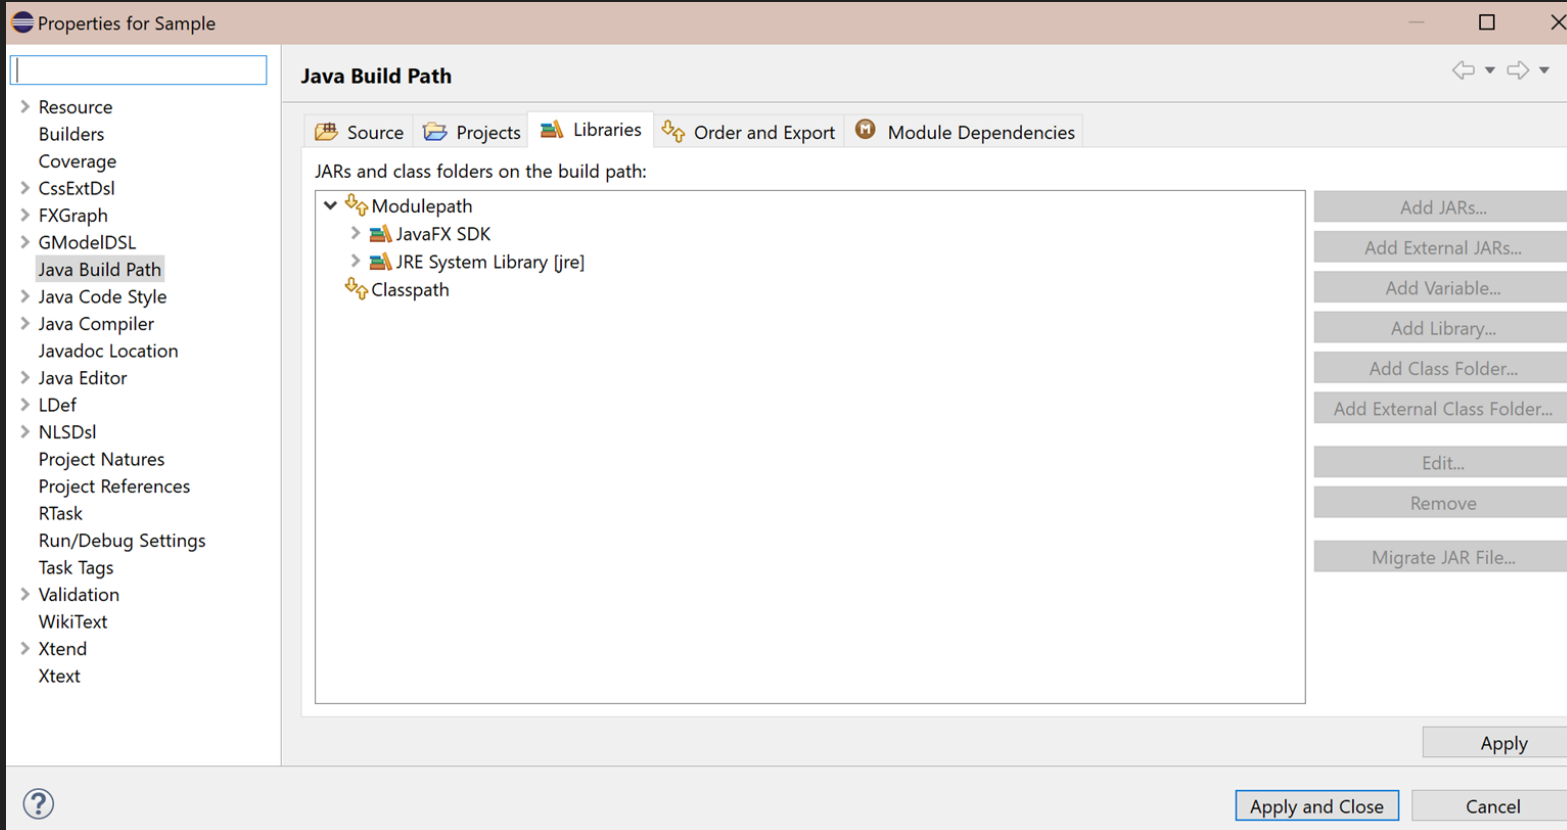 Properties for Sample
Java Build Path
Resource
Builders
Coverage
CssExtDsl
FXGraph
GModelDSL
Java Build Path
Java Code Style
Java Compiler
Javadoc Location
Java Editor
LDef
NLSDsl
Project Natures
Project References
RTask
Run/Debug Settings
Task Tags
Validation
WikiText
Xtend
Xtext
Source Projects Libraries Order and Export Module Dependencies
JARs and class folders on the build path:
Modulepath
JavaFX SDK
JRE System Library [jre]
Classpath
Add JARs...
Add External JARs...
Add Variable...
Add Library...
Add Class Folder...
Add External Class Folder...
Edit...
Remove
Migrate JAR File...
Apply
?
Apply and Close Cancel